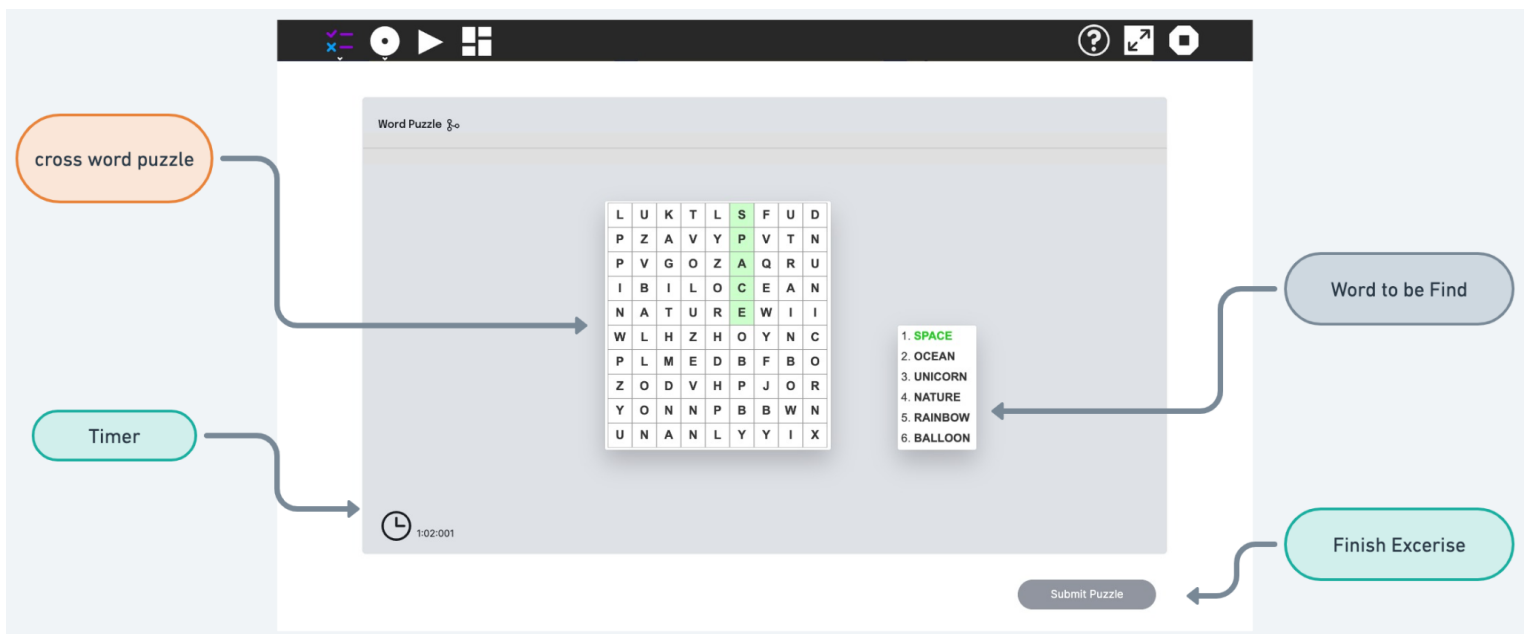 Word Puzzle
cross word puzzle
L U K T L S F U D
P Z A V Y P V T N
P V G O Z A Q R U
I B I L O C E A N
N A T U R E W I I
W L H Z H O Y N C
P L M E D B F B O
Z O D V H P J O R
Y O N N P B B W N
U N A N L Y Y I X
Word to be Find
1. SPACE
2. OCEAN
3. UNICORN
4. NATURE
5. RAINBOW
6. BALLOON
Timer
1:02:001
Finish Excerise
Submit Puzzle